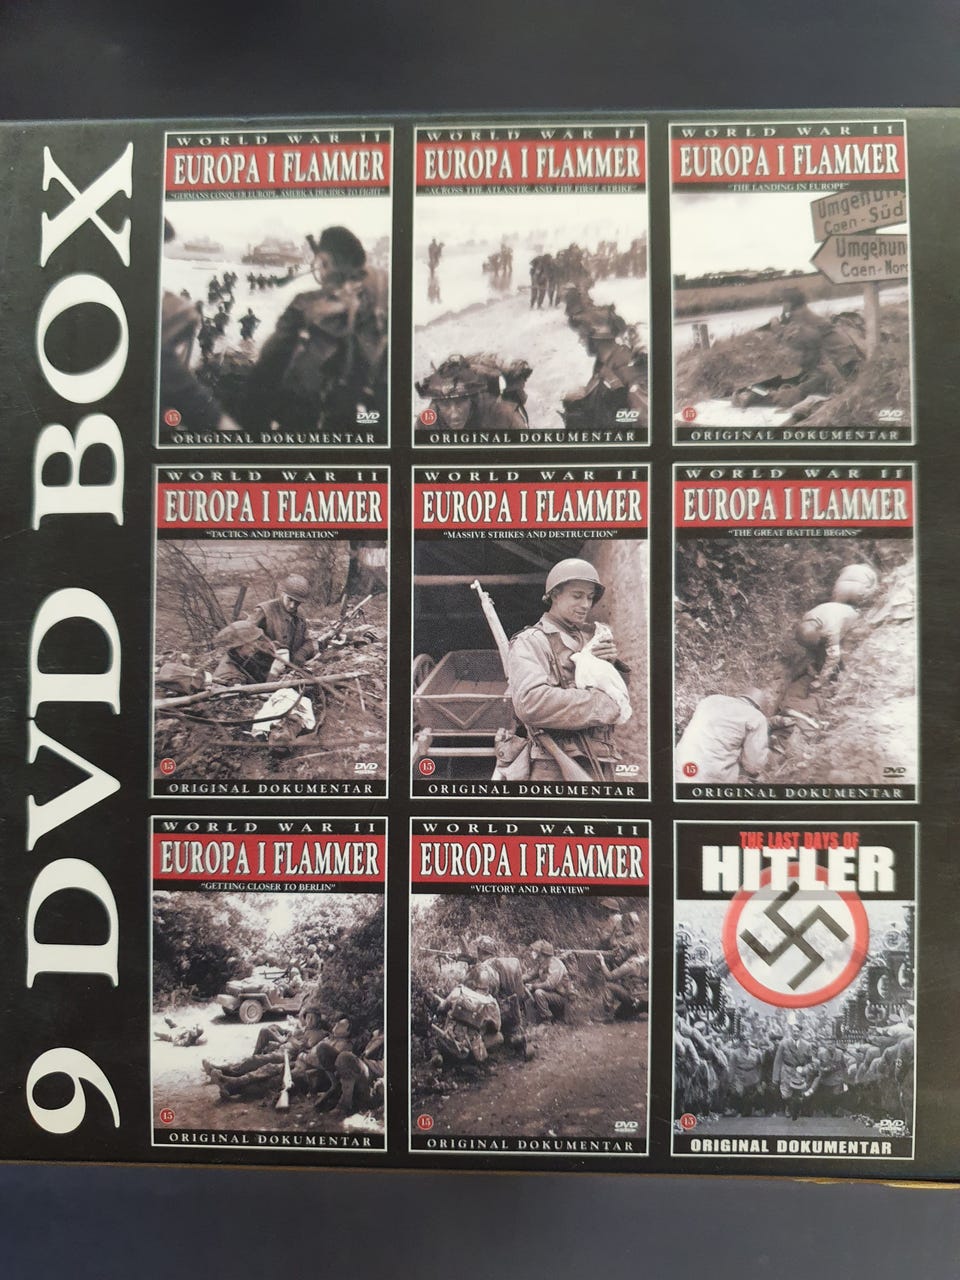 9 DVD BOX
WORLD WAR II
EUROPA I FLAMMER
"GERMANS CONQUER EUROPE, AMERICA DECIDES TO FIGHT"
15
DVD
ORIGINAL DOKUMENTAR
WORLD WAR II
EUROPA I FLAMMER
"ACROSS THE ATLANTIC AND THE FIRST STRIKE"
15
DVD
ORIGINAL DOKUMENTAR
WORLD WAR II
EUROPA I FLAMMER
"THE LANDING IN EUROPE"
Umgehun
Caen-Süd
Umgehun
Caen-Nord
15
DVD
ORIGINAL DOKUMENTAR
WORLD WAR II
EUROPA I FLAMMER
"TACTICS AND PREPERATION"
15
DVD
ORIGINAL DOKUMENTAR
WORLD WAR II
EUROPA I FLAMMER
"MASSIVE STRIKES AND DESTRUCTION"
15
DVD
ORIGINAL DOKUMENTAR
WORLD WAR II
EUROPA I FLAMMER
"THE GREAT BATTLE BEGINS"
15
DVD
ORIGINAL DOKUMENTAR
WORLD WAR II
EUROPA I FLAMMER
"GETTING CLOSER TO BERLIN"
15
DVD
ORIGINAL DOKUMENTAR
WORLD WAR II
EUROPA I FLAMMER
"VICTORY AND A REVIEW"
15
DVD
ORIGINAL DOKUMENTAR
THE LAST DAYS OF
HITLER
15
DVD
ORIGINAL DOKUMENTAR